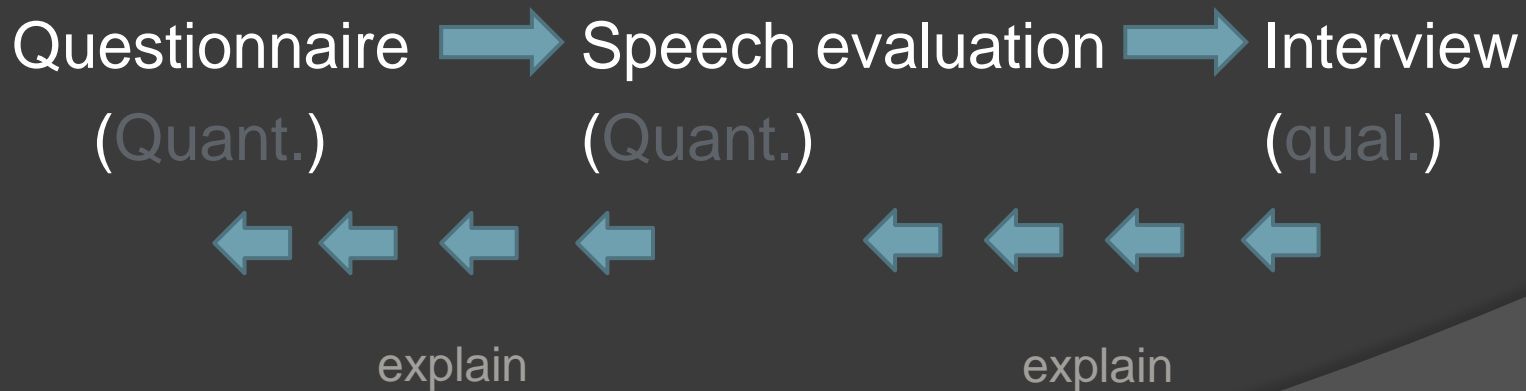 Questionnaire Speech evaluation Interview
(Quant.) (Quant.) (qual.)
explain explain